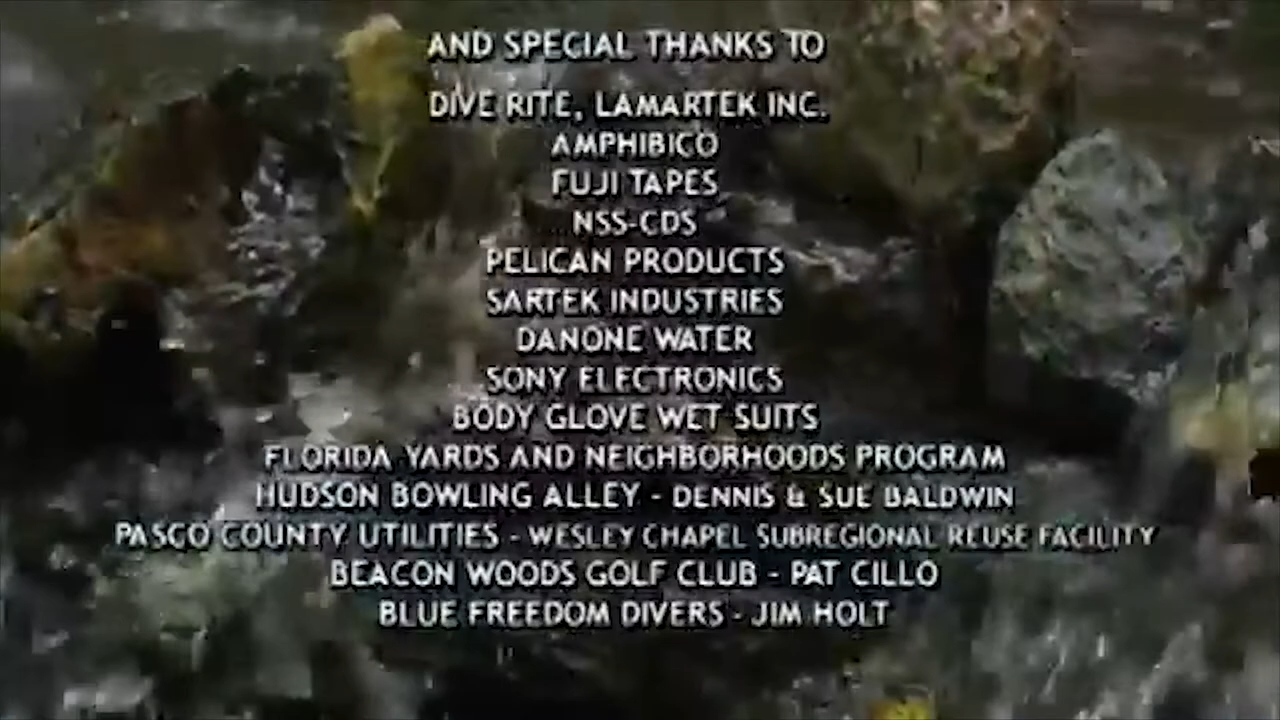 AND SPECIAL THANKS TO
DIVE RITE, LAMARTEK INC.
AMPHIBICO
FUJI TAPES
NSS-CDS
PELICAN PRODUCTS
SARTEK INDUSTRIES
DANONE WATER
SONY ELECTRONICS
BODY GLOVE WET SUITS
FLORIDA YARDS AND NEIGHBORHOODS PROGRAM
HUDSON BOWLING ALLEY - DENNIS & SUE BALDWIN
PASCO COUNTY UTILITIES - WESLEY CHAPEL SUBREGIONAL REUSE FACILITY
BEACON WOODS GOLF CLUB - PAT CILLO
BLUE FREEDOM DIVERS - JIM HOLT